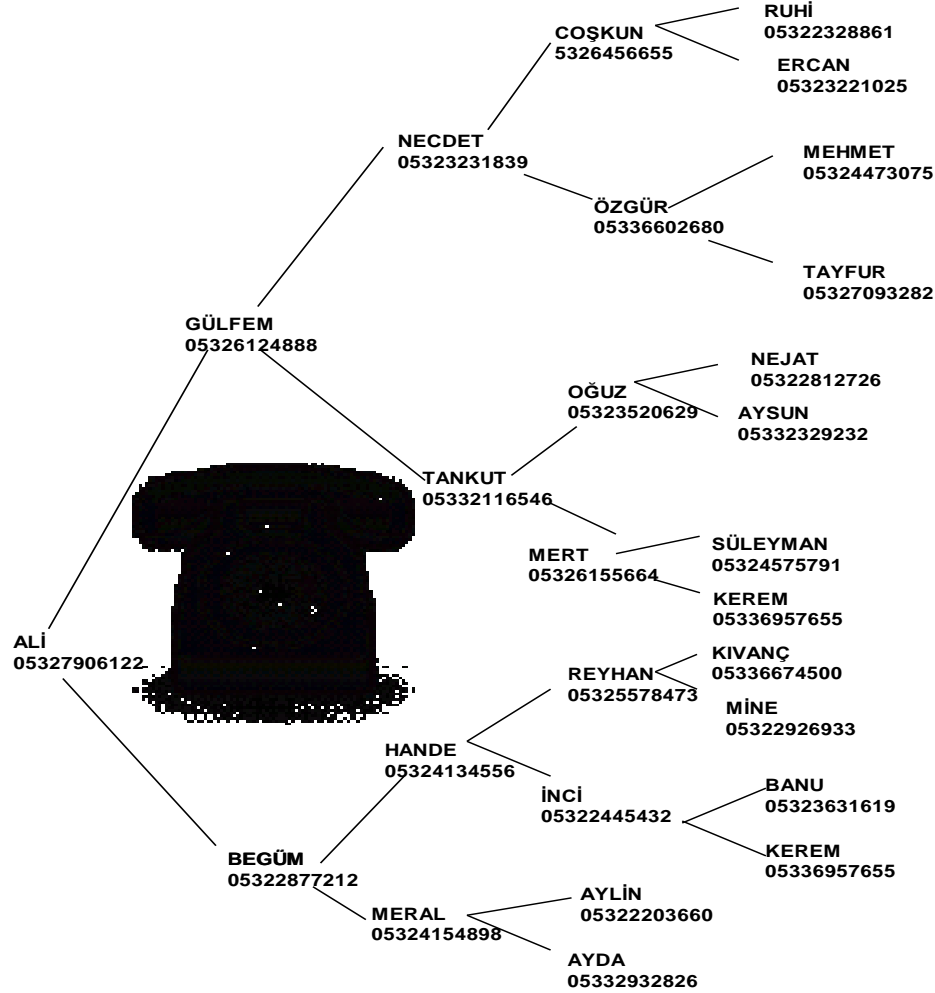 RUHİ
05322328861
COŞKUN
5326456655
ERCAN
05323221025
NECDET
05323231839
MEHMET
05324473075
ÖZGÜR
05336602680
TAYFUR
05327093282
GÜLFEM
05326124888
NEJAT
05322812726
OĞUZ
05323520629
AYSUN
05332329232
TANKUT
05332116546
MERT
05326155664
SÜLEYMAN
05324575791
KEREM
05336957655
ALİ
05327906122
KIVANÇ
05336674500
REYHAN
05325578473
MİNE
05322926933
HANDE
05324134556
İNCİ
05322445432
BANU
05323631619
KEREM
05336957655
BEGÜM
05322877212
AYLİN
05322203660
MERAL
05324154898
AYDA
05332932826